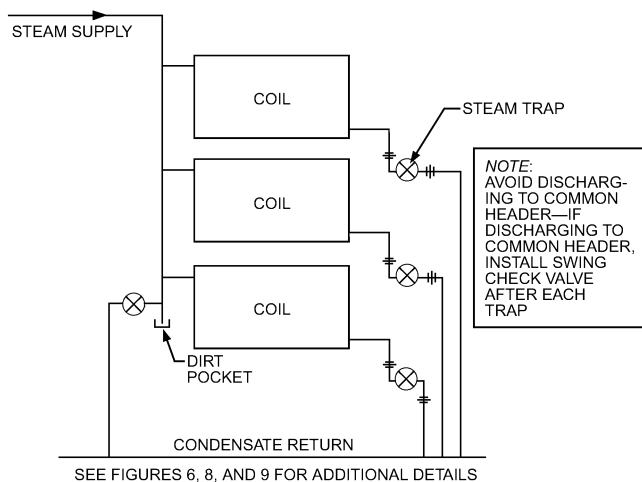 STEAM SUPPLY
COIL
STEAM TRAP
COIL
COIL
NOTE:
AVOID DISCHARG-
ING TO COMMON
HEADER—IF
DISCHARGING TO
COMMON HEADER,
INSTALL SWING
CHECK VALVE
AFTER EACH
TRAP
DIRT
POCKET
CONDENSATE RETURN
SEE FIGURES 6, 8, AND 9 FOR ADDITIONAL DETAILS